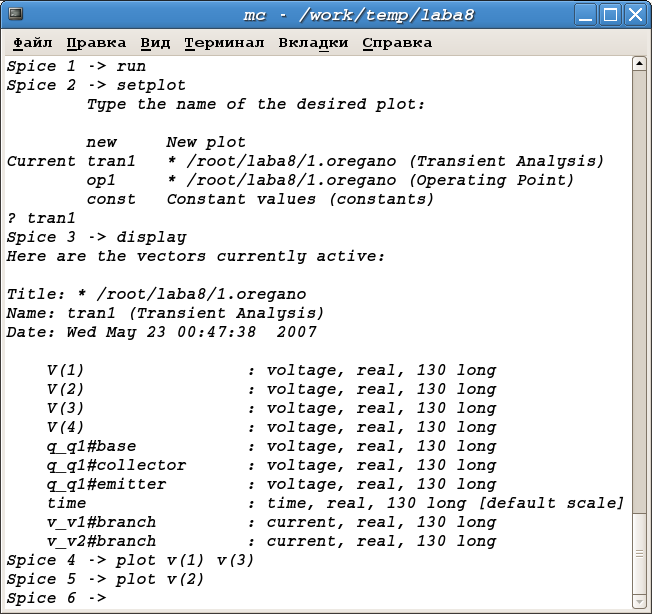 mc - /work/temp/laba8
Файл Правка Вид Терминал Вкладки Справка
Spice 1 -> run
Spice 2 -> setplot
        Type the name of the desired plot:

        new     New plot
Current tran1   * /root/laba8/1.oregano (Transient Analysis)
        op1     * /root/laba8/1.oregano (Operating Point)
        const   Constant values (constants)
? tran1
Spice 3 -> display
Here are the vectors currently active:

Title: * /root/laba8/1.oregano
Name: tran1 (Transient Analysis)
Date: Wed May 23 00:47:38  2007

    V(1)                : voltage, real, 130 long
    V(2)                : voltage, real, 130 long
    V(3)                : voltage, real, 130 long
    V(4)                : voltage, real, 130 long
    q_q1#base           : voltage, real, 130 long
    q_q1#collector      : voltage, real, 130 long
    q_q1#emitter        : voltage, real, 130 long
    time                : time, real, 130 long [default scale]
    v_v1#branch         : current, real, 130 long
    v_v2#branch         : current, real, 130 long
Spice 4 -> plot v(1) v(3)
Spice 5 -> plot v(2)
Spice 6 ->